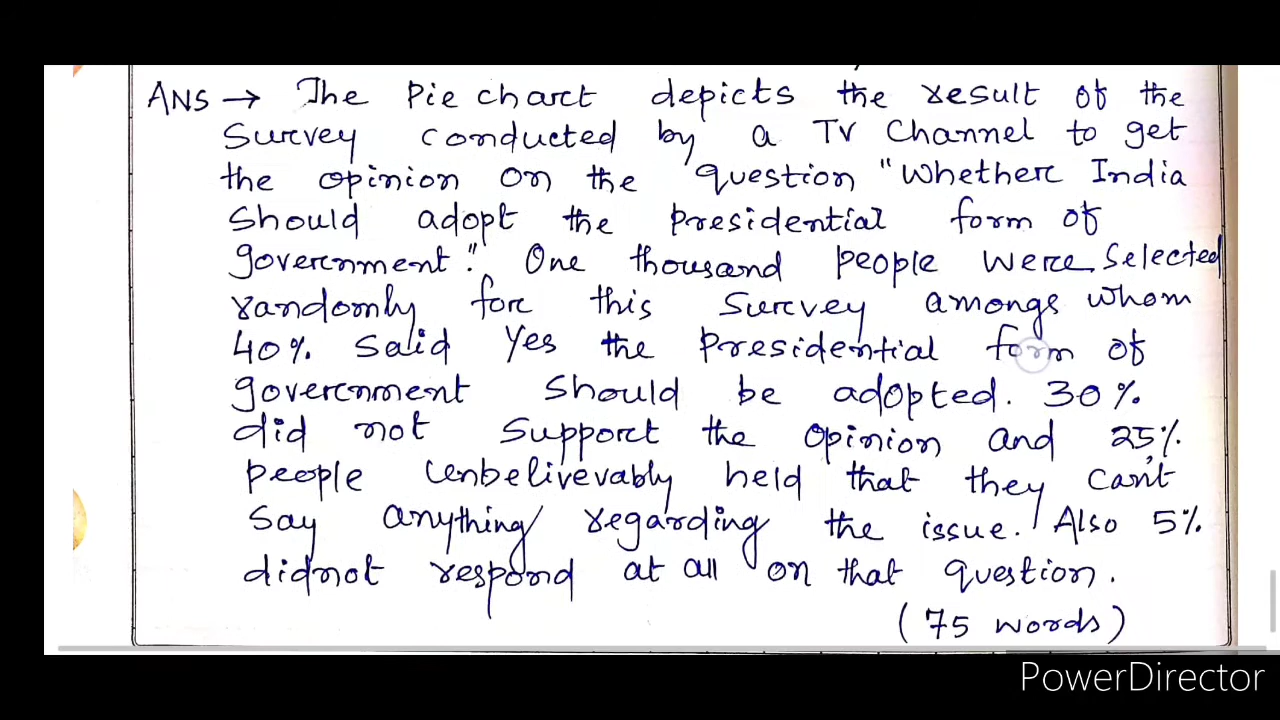 ANS → The Pie chart depicts the result of the
Survey conducted by a TV Channel to get
the opinion on the question "Whether India
Should adopt the Presidential form of
government". One thousand people were Selected
randomly for this Survey amongs whom
40% Said Yes the Presidential form of
government should be adopted. 30%
did not support the opinion and 25%
people unbelivevably held that they can't
Say anything regarding the issue. Also 5%
didnot respond at all on that question.
(75 words)
PowerDirector